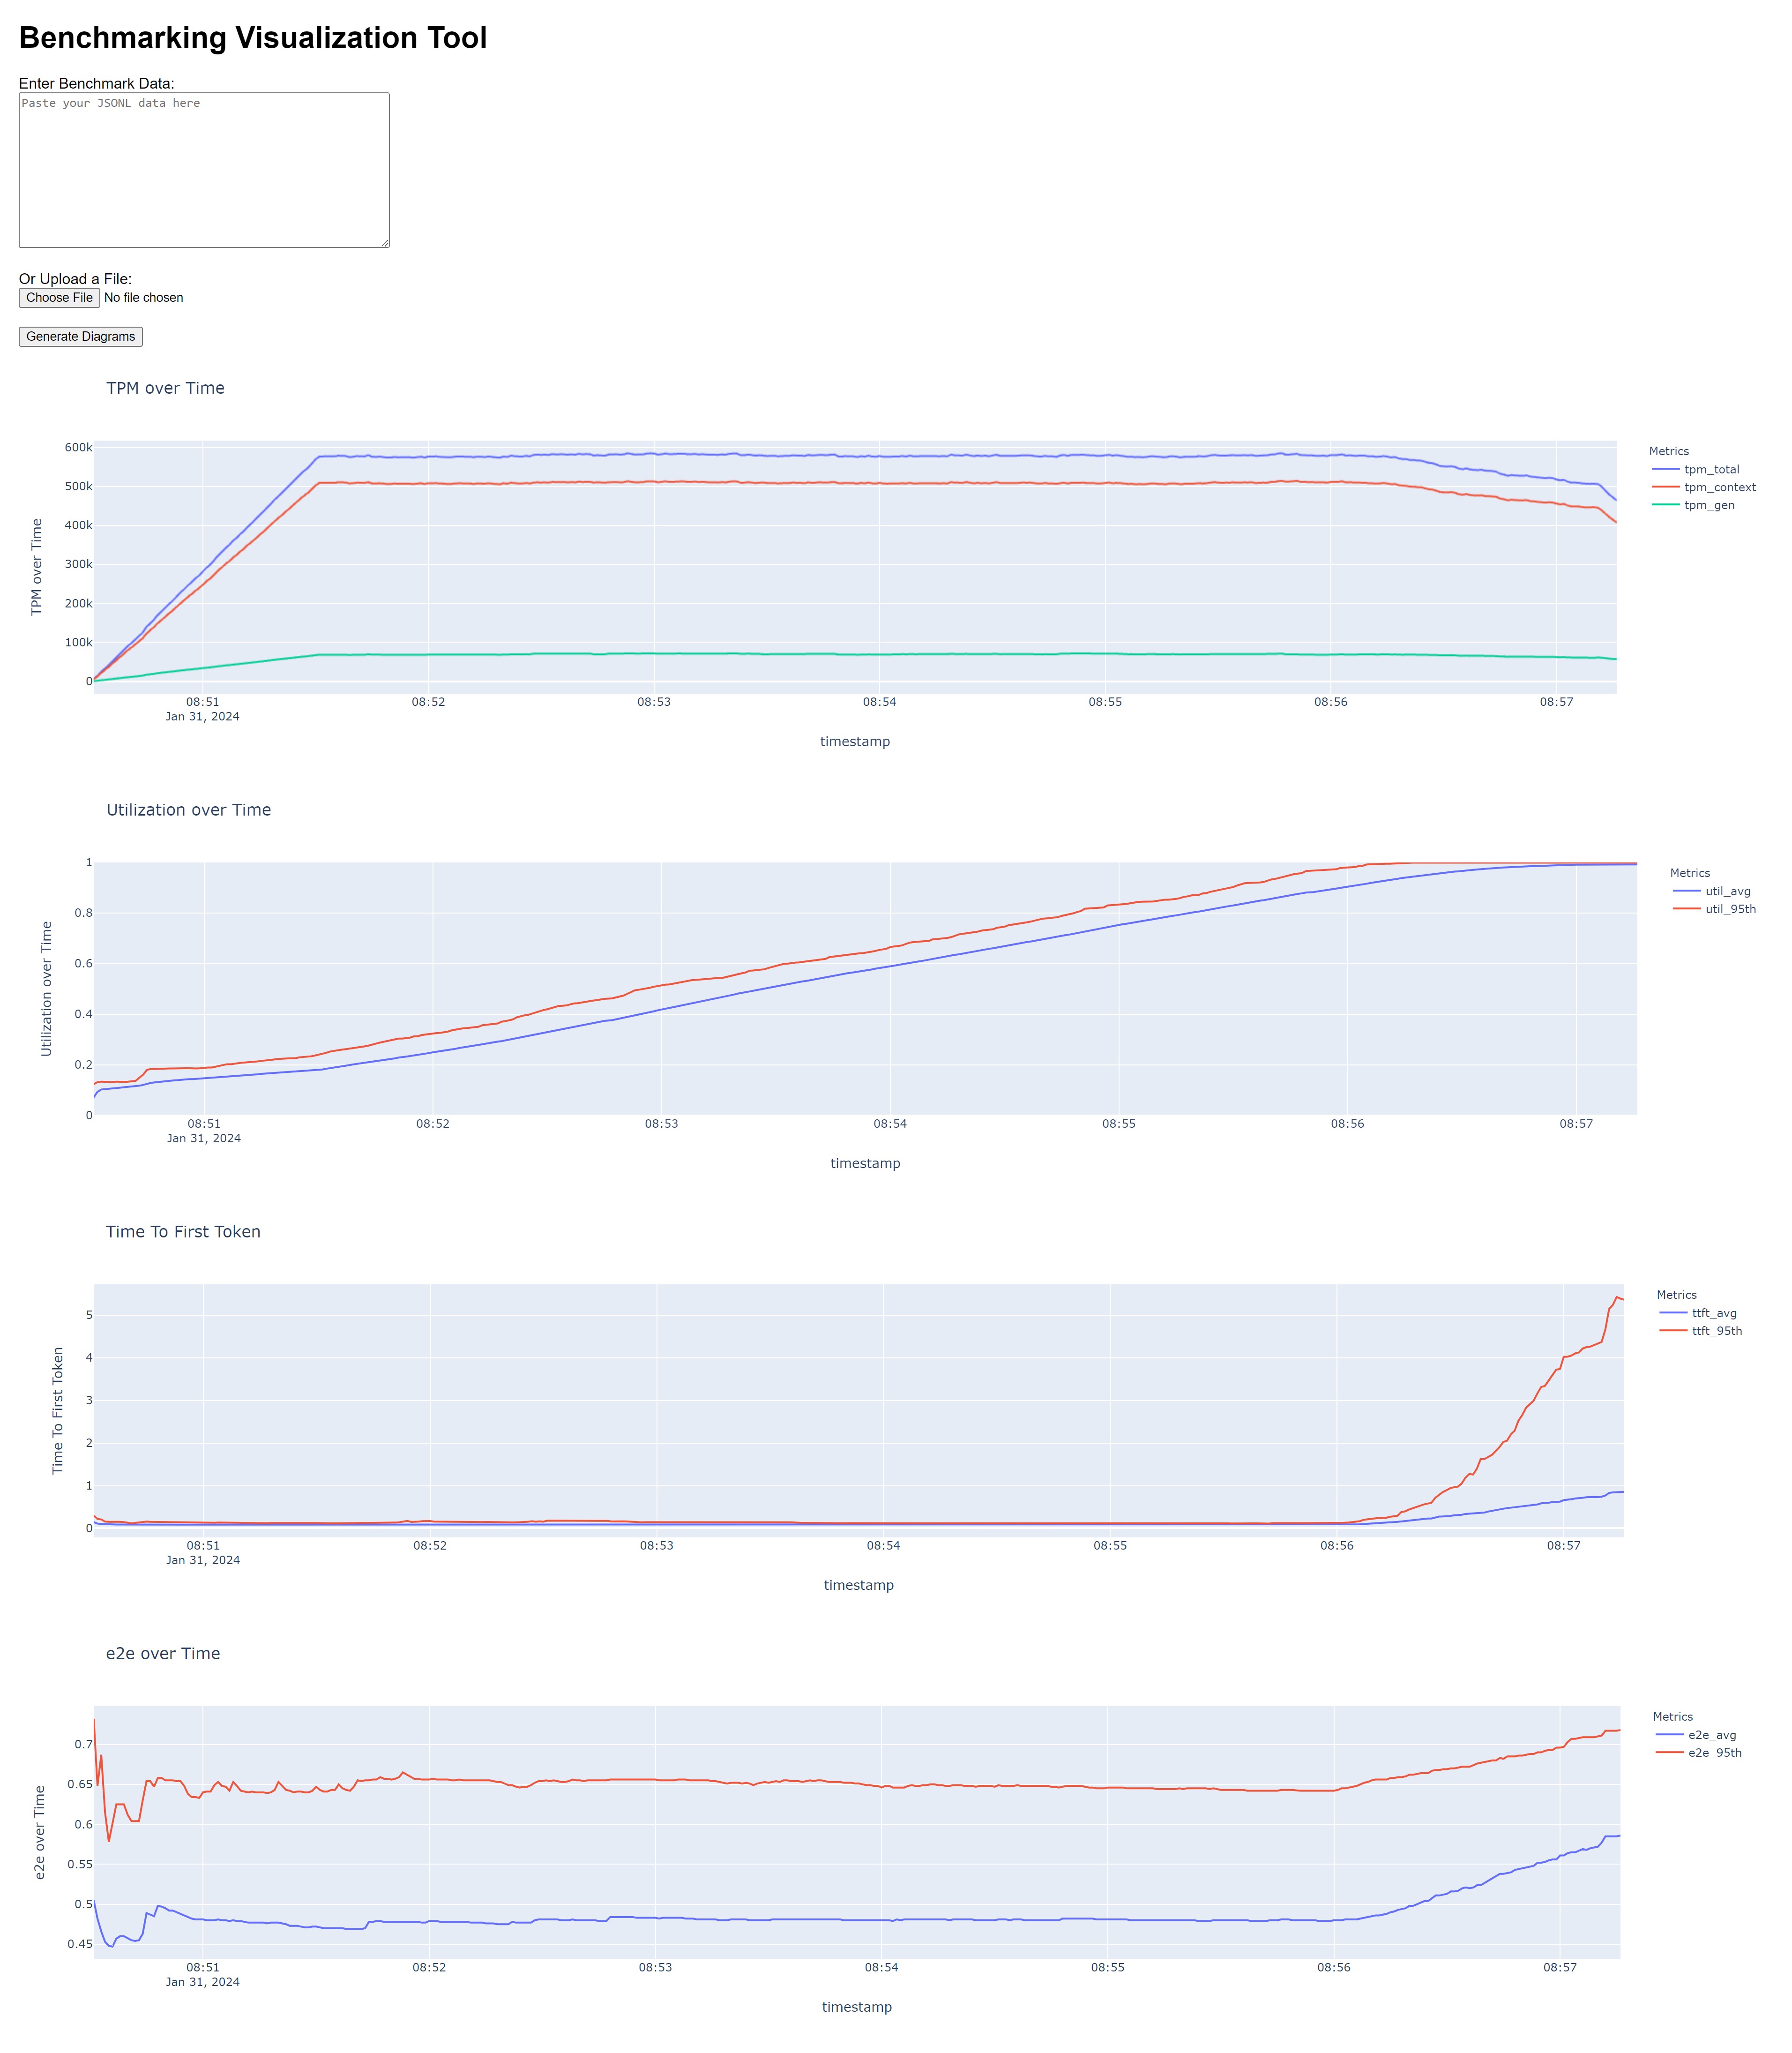 Benchmarking Visualization Tool
Enter Benchmark Data:
Paste your JSONL data here
Or Upload a File:
Choose File No file chosen
Generate Diagrams
TPM over Time
TPM over Time
600k
500k
400k
300k
200k
100k
0
08:51 08:52 08:53 08:54 08:55 08:56 08:57
Jan 31, 2024
timestamp
Metrics
tpm_total
tpm_context
tpm_gen
Utilization over Time
Utilization over Time
1
0.8
0.6
0.4
0.2
0
08:51 08:52 08:53 08:54 08:55 08:56 08:57
Jan 31, 2024
timestamp
Metrics
util_avg
util_95th
Time To First Token
Time To First Token
5
4
3
2
1
0
08:51 08:52 08:53 08:54 08:55 08:56 08:57
Jan 31, 2024
timestamp
Metrics
ttft_avg
ttft_95th
e2e over Time
e2e over Time
0.7
0.65
0.6
0.55
0.5
0.45
08:51 08:52 08:53 08:54 08:55 08:56 08:57
Jan 31, 2024
timestamp
Metrics
e2e_avg
e2e_95th